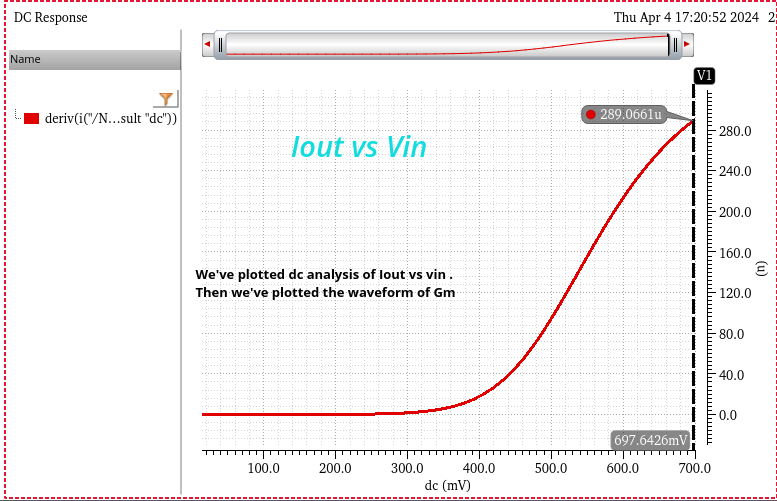 DC Response
Thu Apr 4 17:20:52 2024 2
Name
V1
deriv(i("/N...sult "dc"))
289.0661u
280.0
Iout vs Vin
240.0
200.0
160.0
We've plotted dc analysis of Iout vs vin .
(u)
Then we've plotted the waveform of Gm
120.0
80.0
40.0
0.0
697.6426mV
100.0 200.0 300.0 400.0 500.0 600.0 700.0
dc (mV)